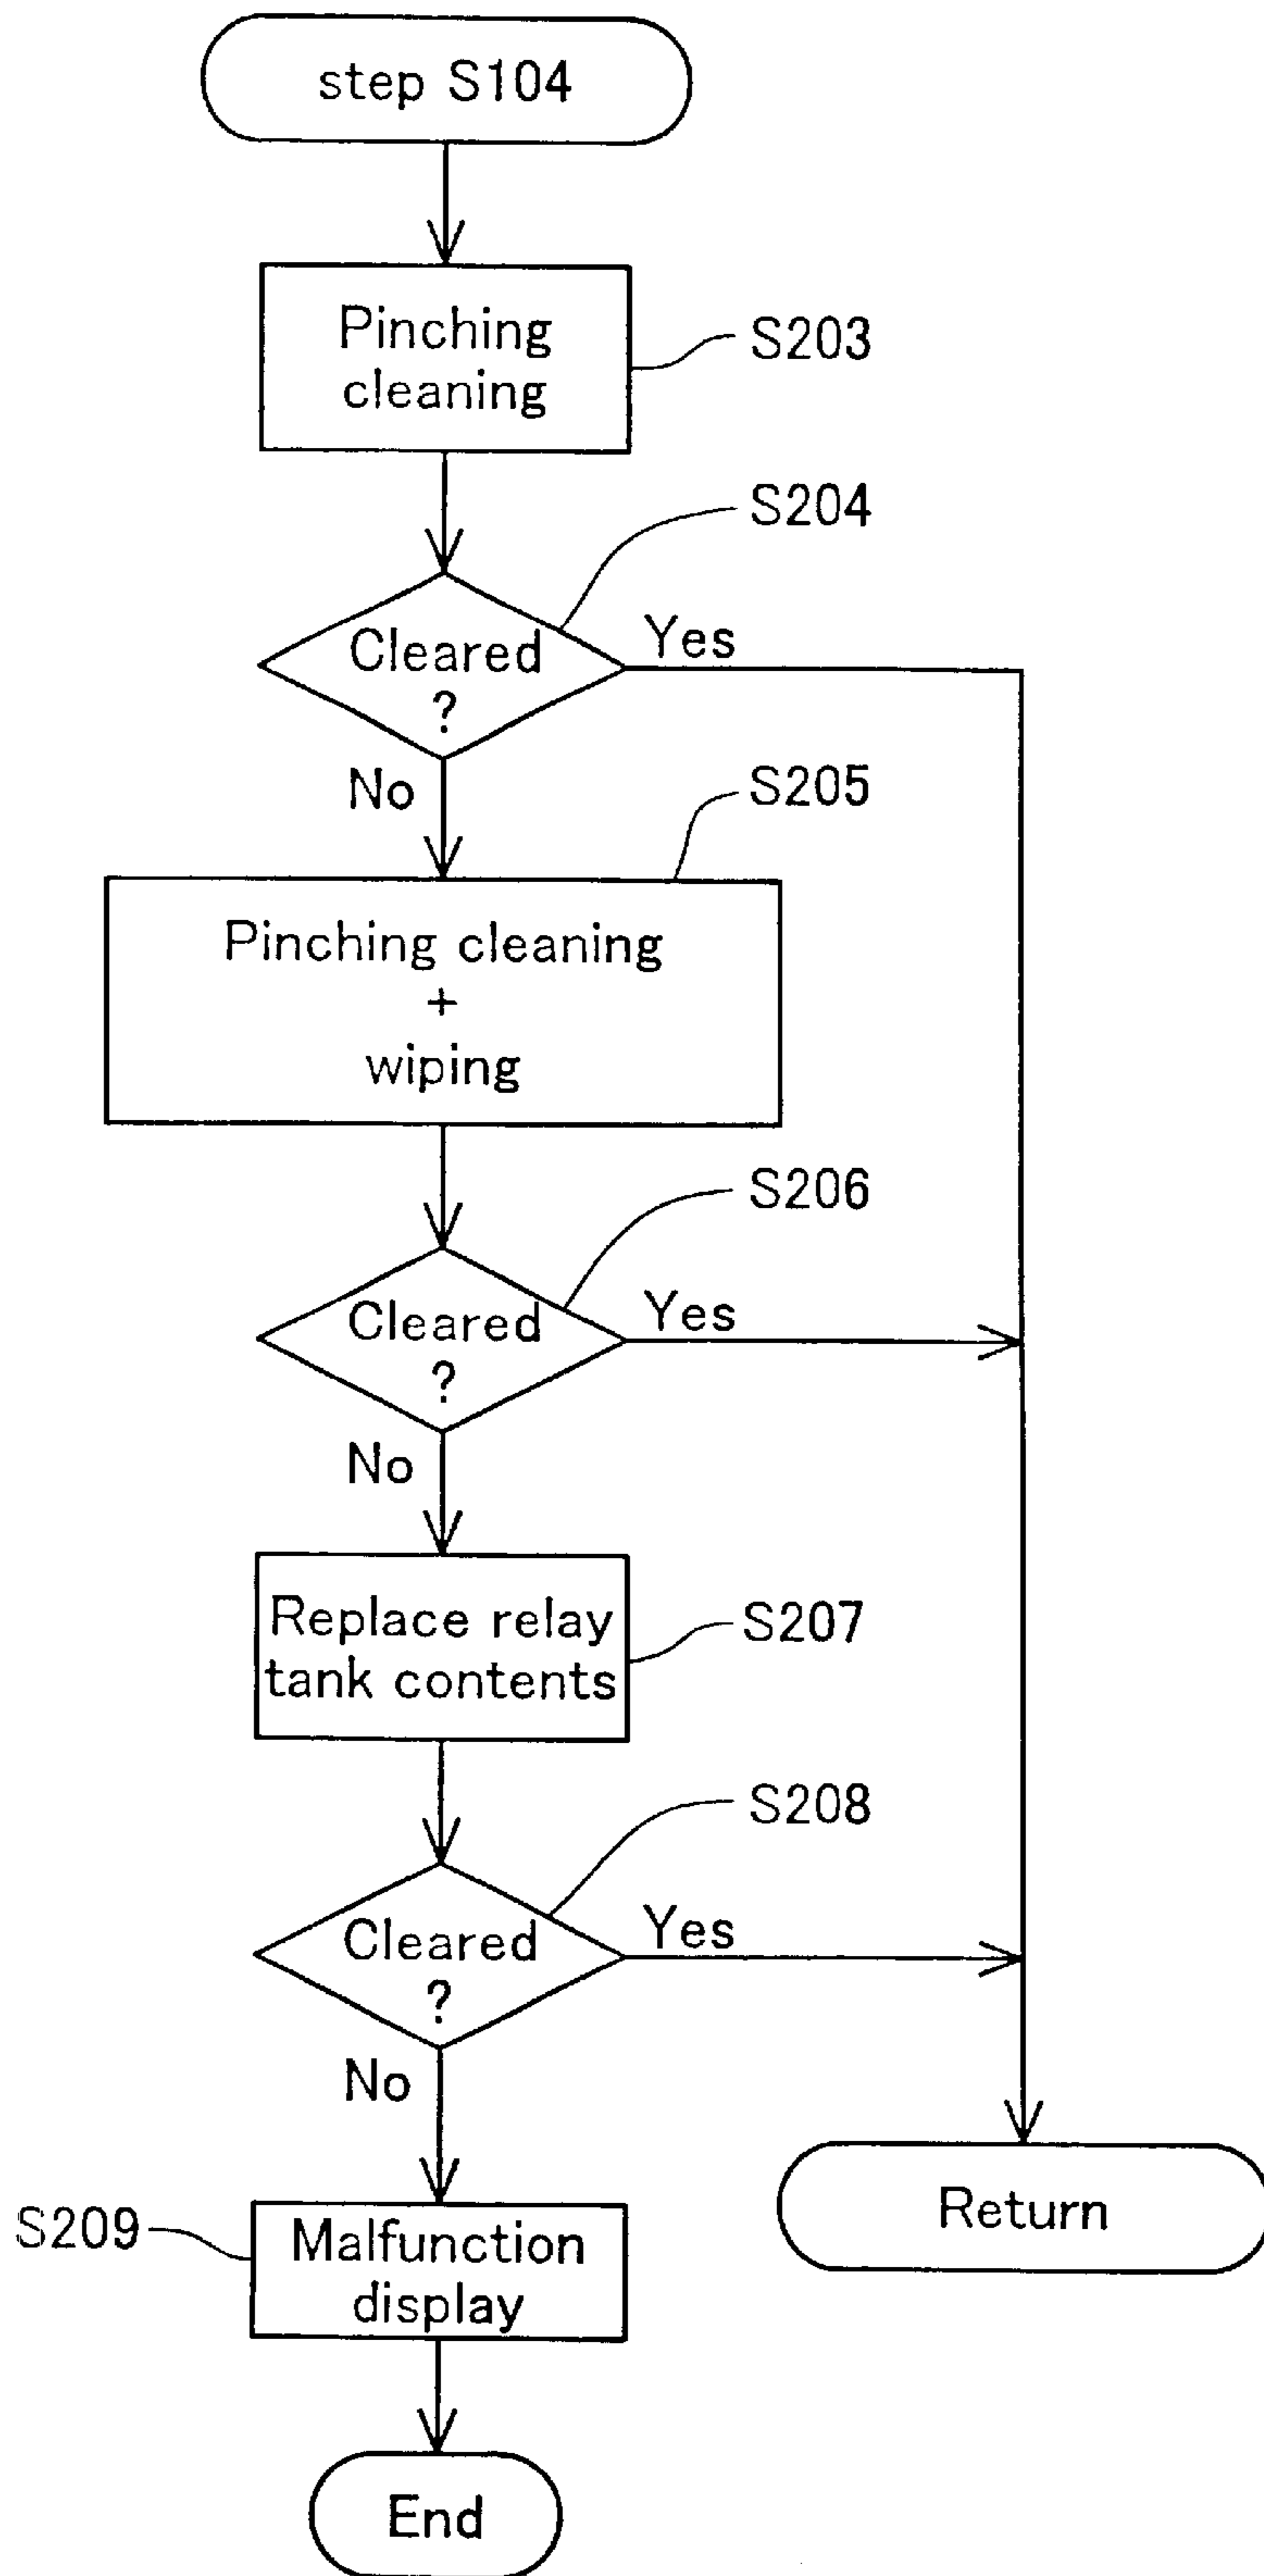 step S104
Pinching
cleaning
S203
S204
Cleared
?
Yes
No
S205
Pinching cleaning
+
wiping
S206
Cleared
?
Yes
No
Replace relay
tank contents
S207
S208
Cleared
?
Yes
No
S209
Malfunction
display
Return
End